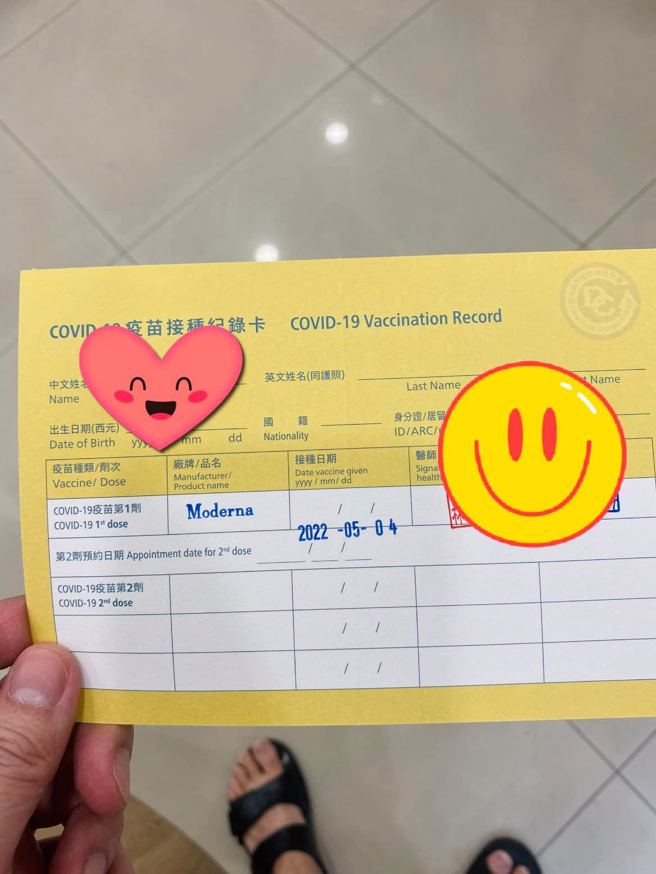 COVID-19 疫苗接種紀錄卡 COVID-19 Vaccination Record
中文姓名 英文姓名(同護照)
Name Last Name Name
出生日期(西元) 國 籍 身分證/居留
Date of Birth mm dd Nationality ID/ARC/
疫苗種類/劑次 廠牌/品名 接種日期 醫師
Vaccine/ Dose Manufacturer/ Date vaccine given
Product name yyyy / mm/ dd
COVID-19疫苗第1劑 Moderna / /
COVID-19 1st dose
2022 -05- 04
第2劑預約日期 Appointment date for 2nd dose / /
COVID-19疫苗第2劑 / /
COVID-19 2nd dose
/ /
/ /